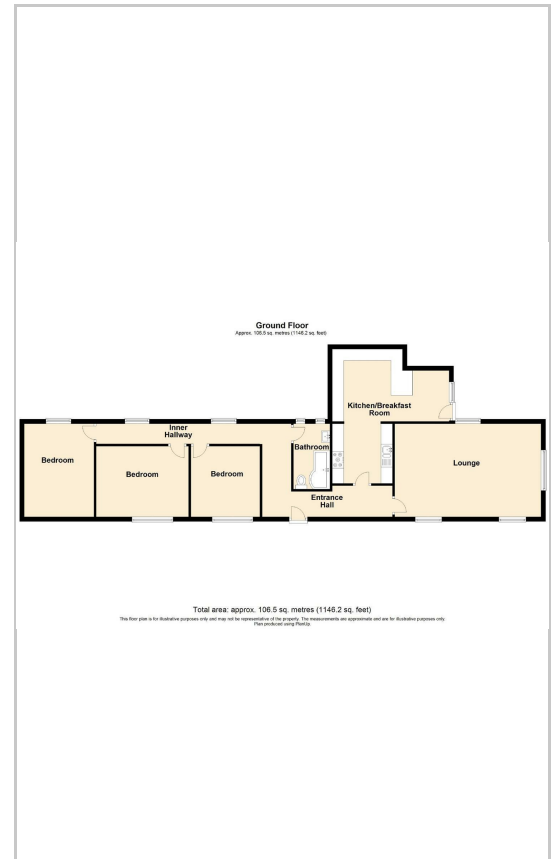 Ground Floor
Approx. 106.5 sq. metres (1146.2 sq. feet)
Kitchen/Breakfast
Room
Inner
Hallway
Bathroom
Bedroom
Bedroom
Bedroom
Lounge
Entrance
Hall
Total area: approx. 106.5 sq. metres (1146.2 sq. feet)
This floor plan is for illustrative purposes only and may not be representative of the property. The measurements are approximate and are for illustrative purposes only.
Plan produced using PlanUp.